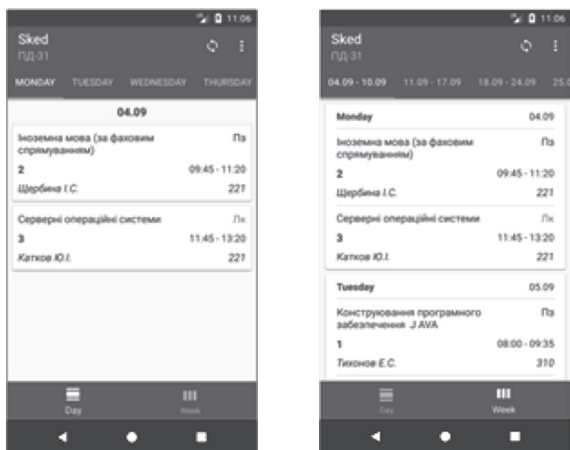 11:06
Sked
ПД-31
MONDAY TUESDAY WEDNESDAY THURSDAY
04.09
Іноземна мова (за фаховим спрямуванням) Пз
2 09:45 - 11:20
Щербина І.С. 221
Серверні операційні системи Лк
3 11:45 - 13:20
Катков Ю.І. 221
Day Week
11:06
Sked
ПД-31
04.09 - 10.09 11.09 - 17.09 18.09 - 24.09 25.0
Monday 04.09
Іноземна мова (за фаховим спрямуванням) Пз
2 09:45 - 11:20
Щербина І.С. 221
Серверні операційні системи Лк
3 11:45 - 13:20
Катков Ю.І. 221
Tuesday 05.09
Конструювання програмного забезпечення JAVA Пз
1 08:00 - 09:35
Тихонов Е.С. 310
Day Week